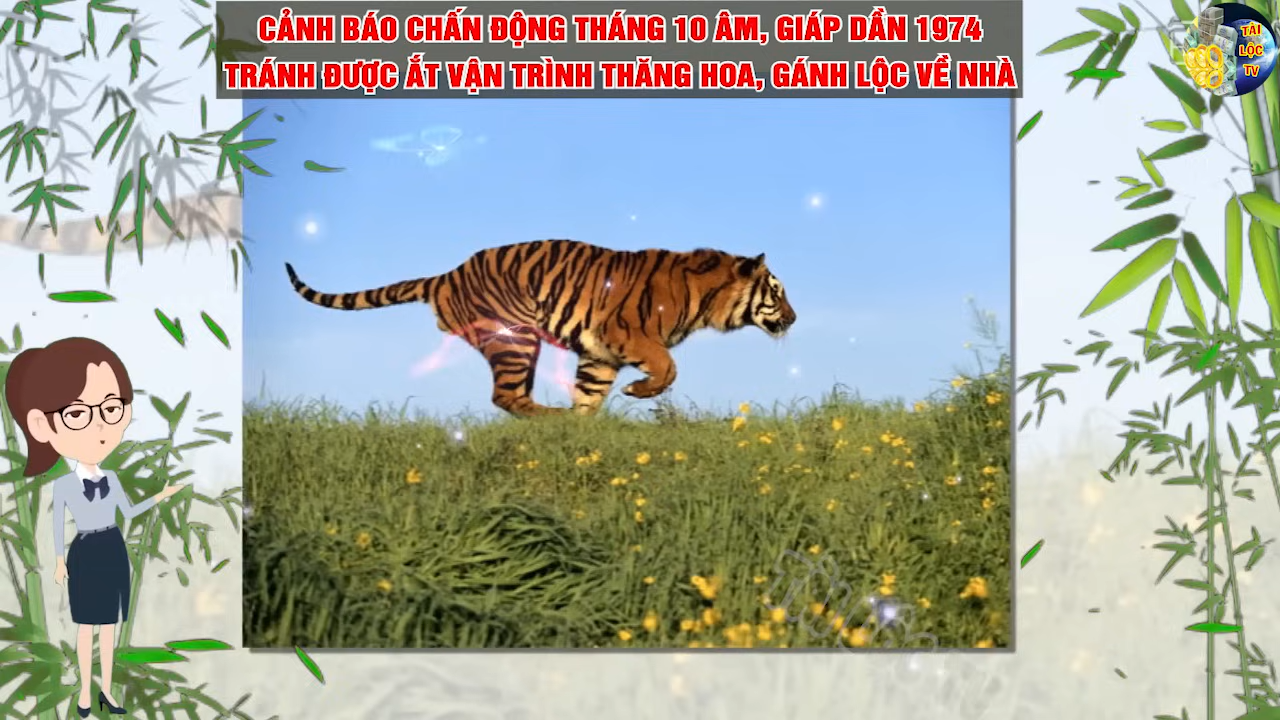 CẢNH BÁO CHẤN ĐỘNG THÁNG 10 ÂM, GIÁP DẦN 1974
TRÁNH ĐƯỢC ẮT VẬN TRÌNH THĂNG HOA, GÁNH LỘC VỀ NHÀ
TÀI
LỘC
TV